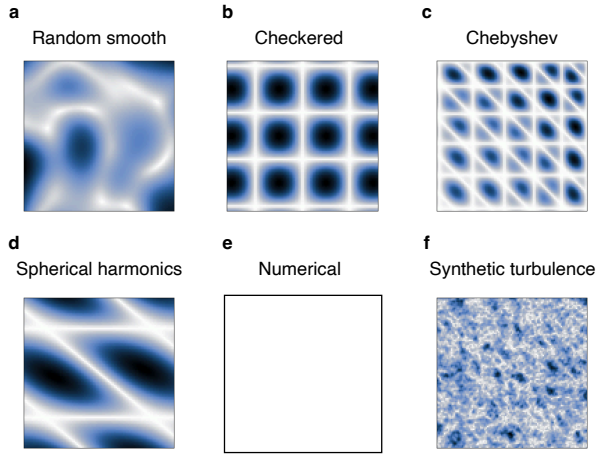 a
Random smooth
b
Checkered
c
Chebyshev
d
Spherical harmonics
e
Numerical
f
Synthetic turbulence